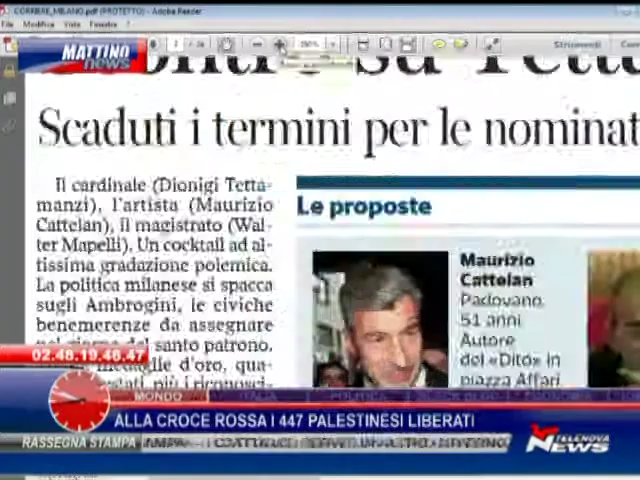 CORRIERE_MILANO.pdf (PROTETTO) - Adobe Reader
File Modifica Vista Finestra ?
MATTINO
news
Scaduti i termini per le nominat
Il cardinale (Dionigi Tetta-
manzi), l'artista (Maurizio
Cattelan), il magistrato (Wal-
ter Mapelli). Un cocktail ad al-
tissima gradazione polemica.
La politica milanese si spacca
sugli Ambrogini, le civiche
benemerenze da assegnare
santo patrono.
d'oro, qua-
più i riconosci-
Le proposte
Maurizio
Cattelan
Padovano,
51 anni
Autore
del «Dito» in
piazza Affari
02.48.19.46.47
MONDO
ALLA CROCE ROSSA I 447 PALESTINESI LIBERATI
RASSEGNA STAMPA
TELENOVA
NEWS